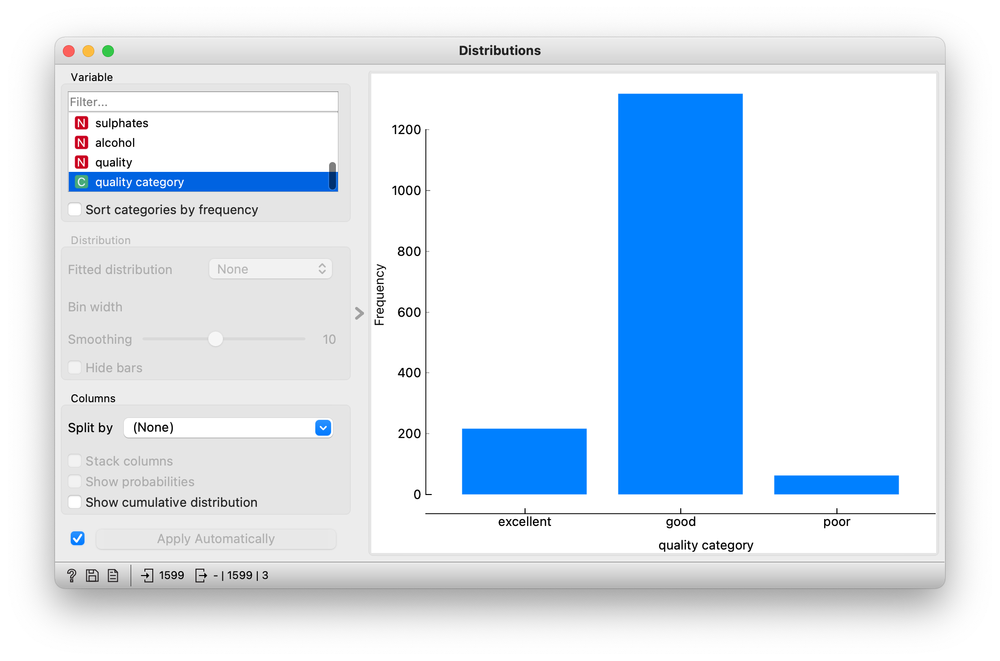 Distributions
Variable
Filter...
N sulphates
N alcohol
N quality
C quality category
Sort categories by frequency
Distribution
Fitted distribution None
Bin width
Smoothing 10
Hide bars
Columns
Split by (None)
Stack columns
Show probabilities
Show cumulative distribution
Apply Automatically
? 1599 - | 1599 | 3
Frequency
1200
1000
800
600
400
200
0
excellent good poor
quality category